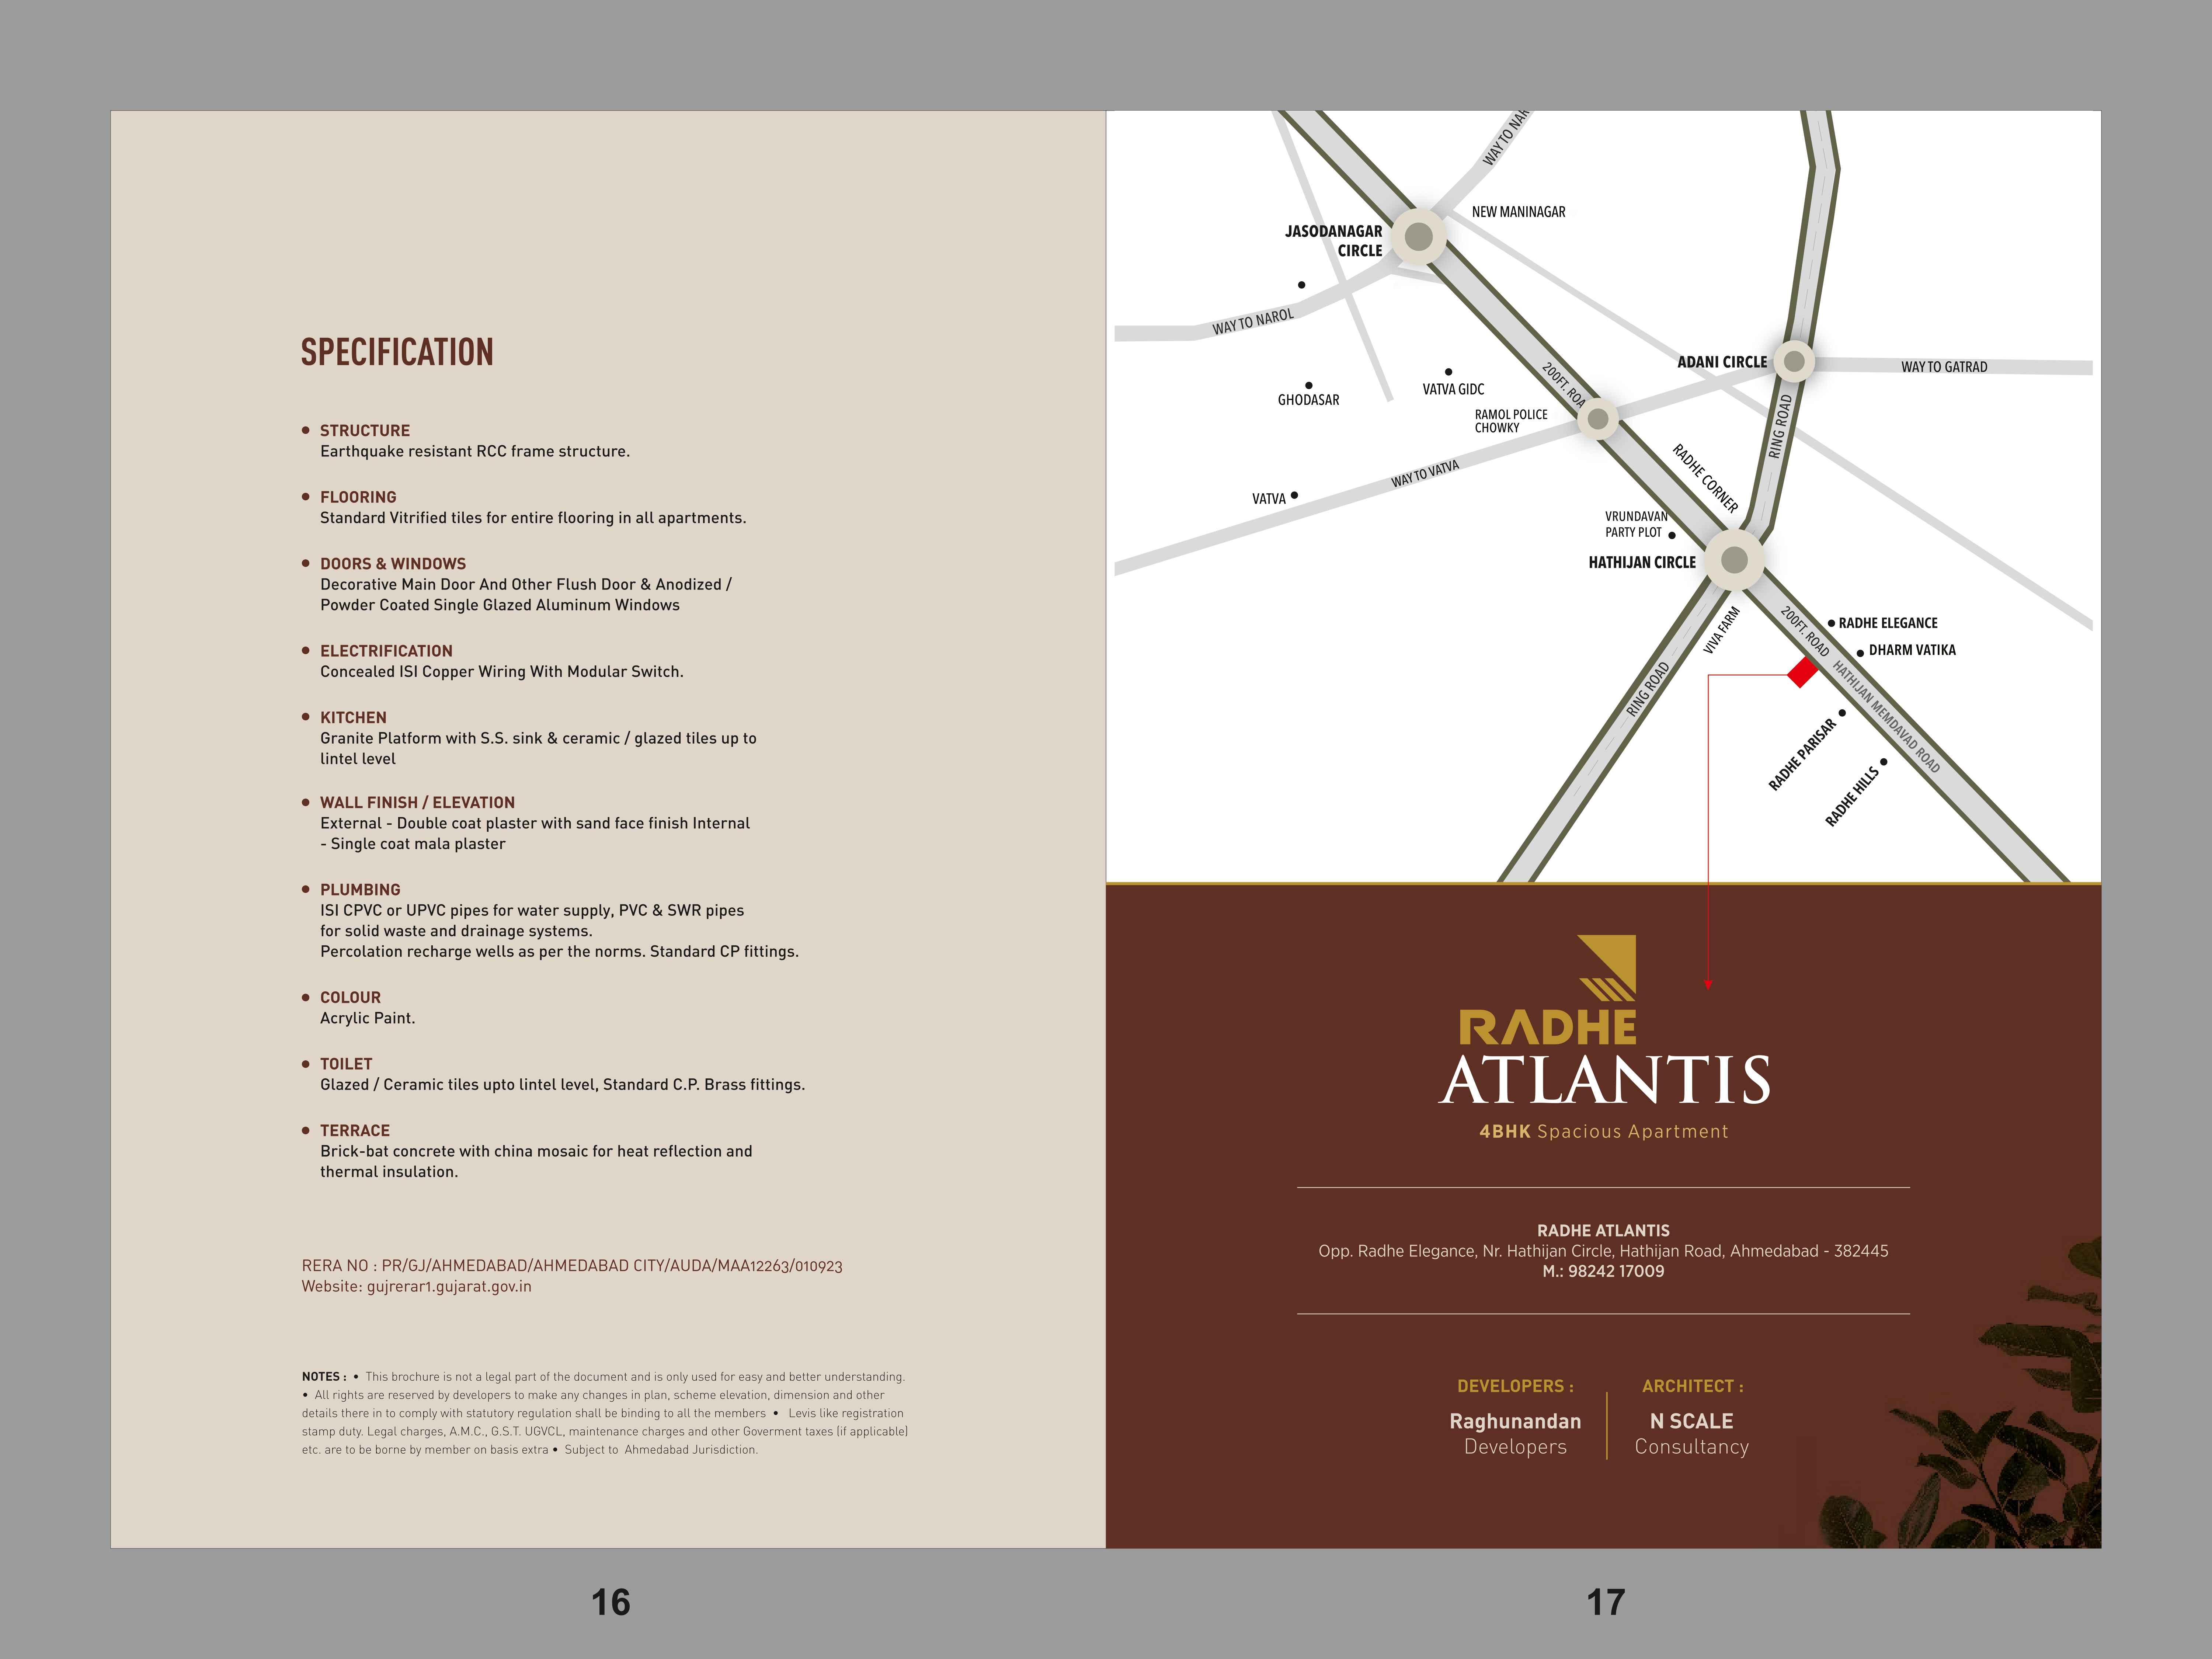 SPECIFICATION
• STRUCTURE
Earthquake resistant RCC frame structure.
• FLOORING
Standard Vitrified tiles for entire flooring in all apartments.
• DOORS & WINDOWS
Decorative Main Door And Other Flush Door & Anodized /
Powder Coated Single Glazed Aluminum Windows
• ELECTRIFICATION
Concealed ISI Copper Wiring With Modular Switch.
• KITCHEN
Granite Platform with S.S. sink & ceramic / glazed tiles up to
lintel level
• WALL FINISH / ELEVATION
External - Double coat plaster with sand face finish Internal
- Single coat mala plaster
• PLUMBING
ISI CPVC or UPVC pipes for water supply, PVC & SWR pipes
for solid waste and drainage systems.
Percolation recharge wells as per the norms. Standard CP fittings.
• COLOUR
Acrylic Paint.
• TOILET
Glazed / Ceramic tiles upto lintel level, Standard C.P. Brass fittings.
• TERRACE
Brick-bat concrete with china mosaic for heat reflection and
thermal insulation.
RERA NO : PR/GJ/AHMEDABAD/AHMEDABAD CITY/AUDA/MAA12263/010923
Website: gujrerar1.gujarat.gov.in
NOTES : • This brochure is not a legal part of the document and is only used for easy and better understanding.
• All rights are reserved by developers to make any changes in plan, scheme elevation, dimension and other
details there in to comply with statutory regulation shall be binding to all the members • Levis like registration
stamp duty. Legal charges, A.M.C., G.S.T. UGVCL, maintenance charges and other Goverment taxes (if applicable)
etc. are to be borne by member on basis extra • Subject to Ahmedabad Jurisdiction.
16
WAY TO NAR
NEW MANINAGAR
JASODANAGAR
CIRCLE
WAY TO NAROL
ADANI CIRCLE
WAY TO GATRAD
200FT. ROA
GHODASAR
VATVA GIDC
RAMOL POLICE
CHOWKY
RING ROAD
RADHE CORNER
WAY TO VATVA
VATVA
VRUNDAVAN
PARTY PLOT
HATHIJAN CIRCLE
VIVA FARM
200FT. ROAD
RADHE ELEGANCE
DHARM VATIKA
RING ROAD
HATHIJAN MEMDAVAD ROAD
RADHE PARISAR
RADHE HILLS
RADHE
ATLANTIS
4BHK Spacious Apartment
RADHE ATLANTIS
Opp. Radhe Elegance, Nr. Hathijan Circle, Hathijan Road, Ahmedabad - 382445
M.: 98242 17009
DEVELOPERS :
Raghunandan
Developers
ARCHITECT :
N SCALE
Consultancy
17